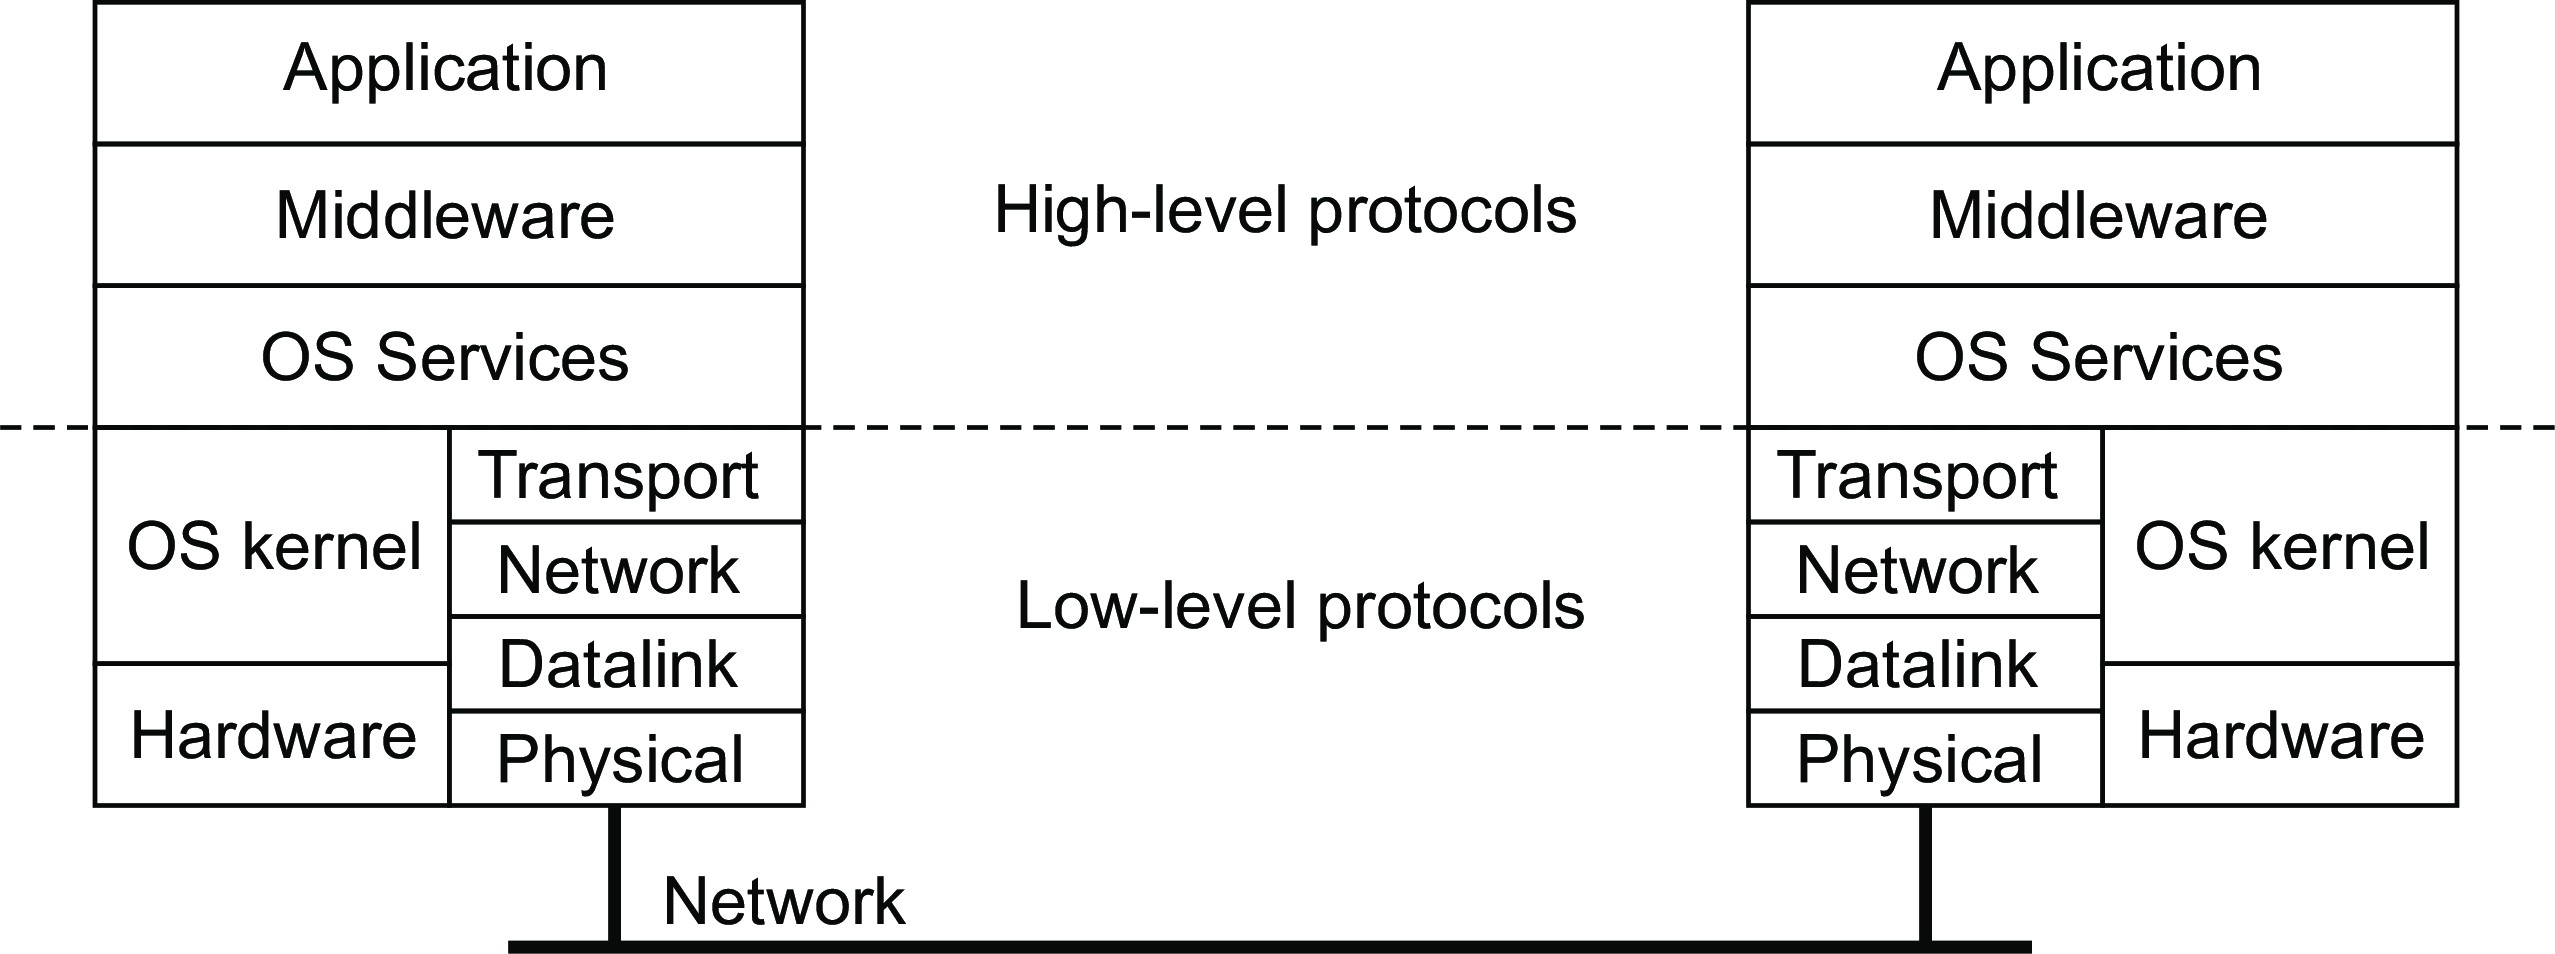 Application
Middleware
OS Services
OS kernel
Hardware
Transport
Network
Datalink
Physical
High-level protocols
Low-level protocols
Network
Application
Middleware
OS Services
Transport
Network
Datalink
Physical
OS kernel
Hardware